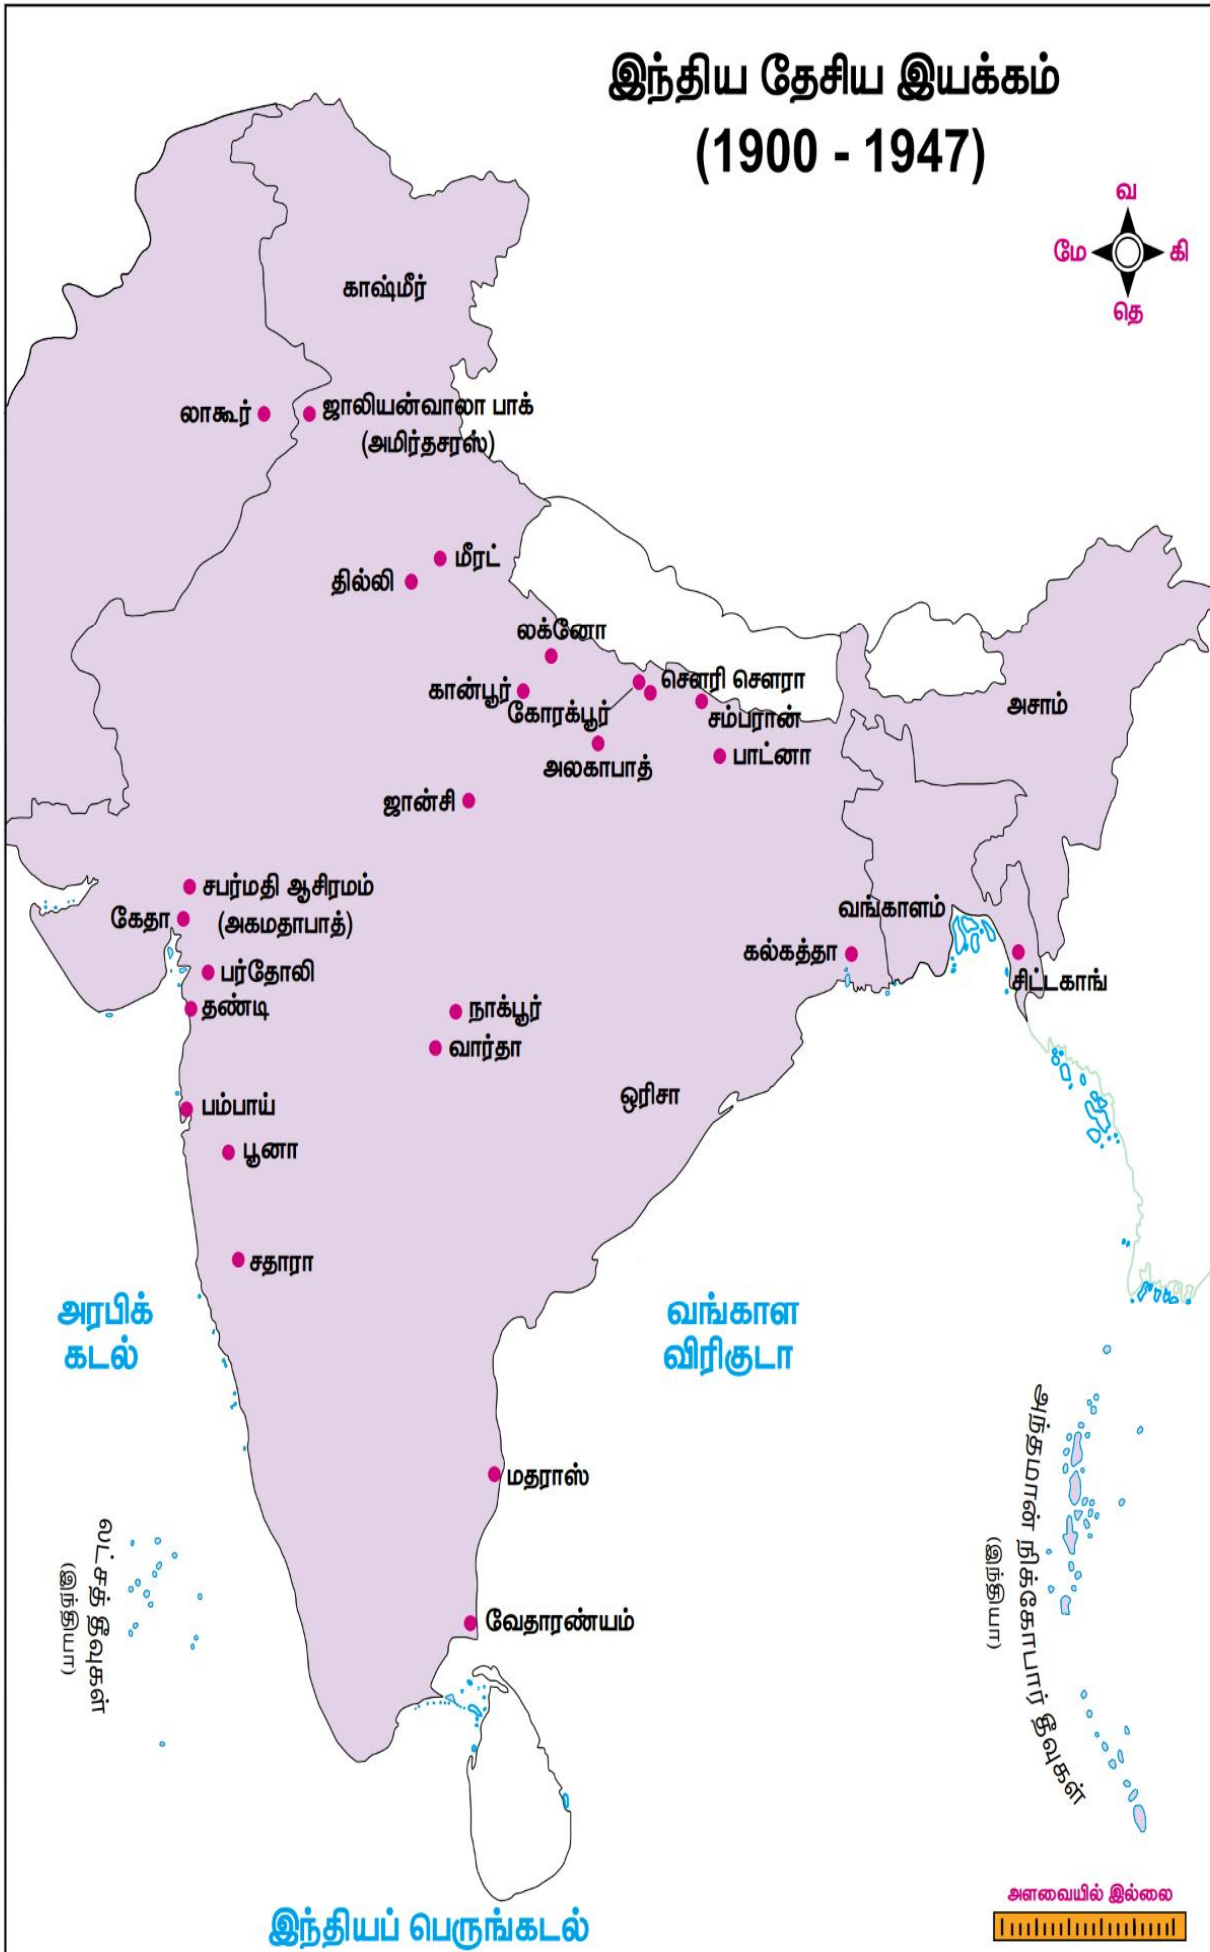 இந்திய தேசிய இயக்கம்
(1900 - 1947)
வ
மே
கி
தெ
காஷ்மீர்
லாகூர்
ஜாலியன்வாலா பாக்
(அமிர்தசரஸ்)
மீரட்
தில்லி
லக்னோ
கான்பூர்
சௌரி சௌரா
கோரக்பூர்
சம்பரான்
அசாம்
அலகாபாத்
பாட்னா
ஜான்சி
சபர்மதி ஆசிரமம்
(அகமதாபாத்)
கேதா
வங்காளம்
கல்கத்தா
பர்தோலி
சிட்டகாங்
தண்டி
நாக்பூர்
வார்தா
ஒரிசா
பம்பாய்
பூனா
சதாரா
அரபிக்
கடல்
வங்காள
விரிகுடா
மதராஸ்
அந்தமான் நிக்கோபார் தீவுகள்
(இந்தியா)
லட்சத் தீவுகள்
(இந்தியா)
வேதாரண்யம்
அளவையில் இல்லை
இந்தியப் பெருங்கடல்